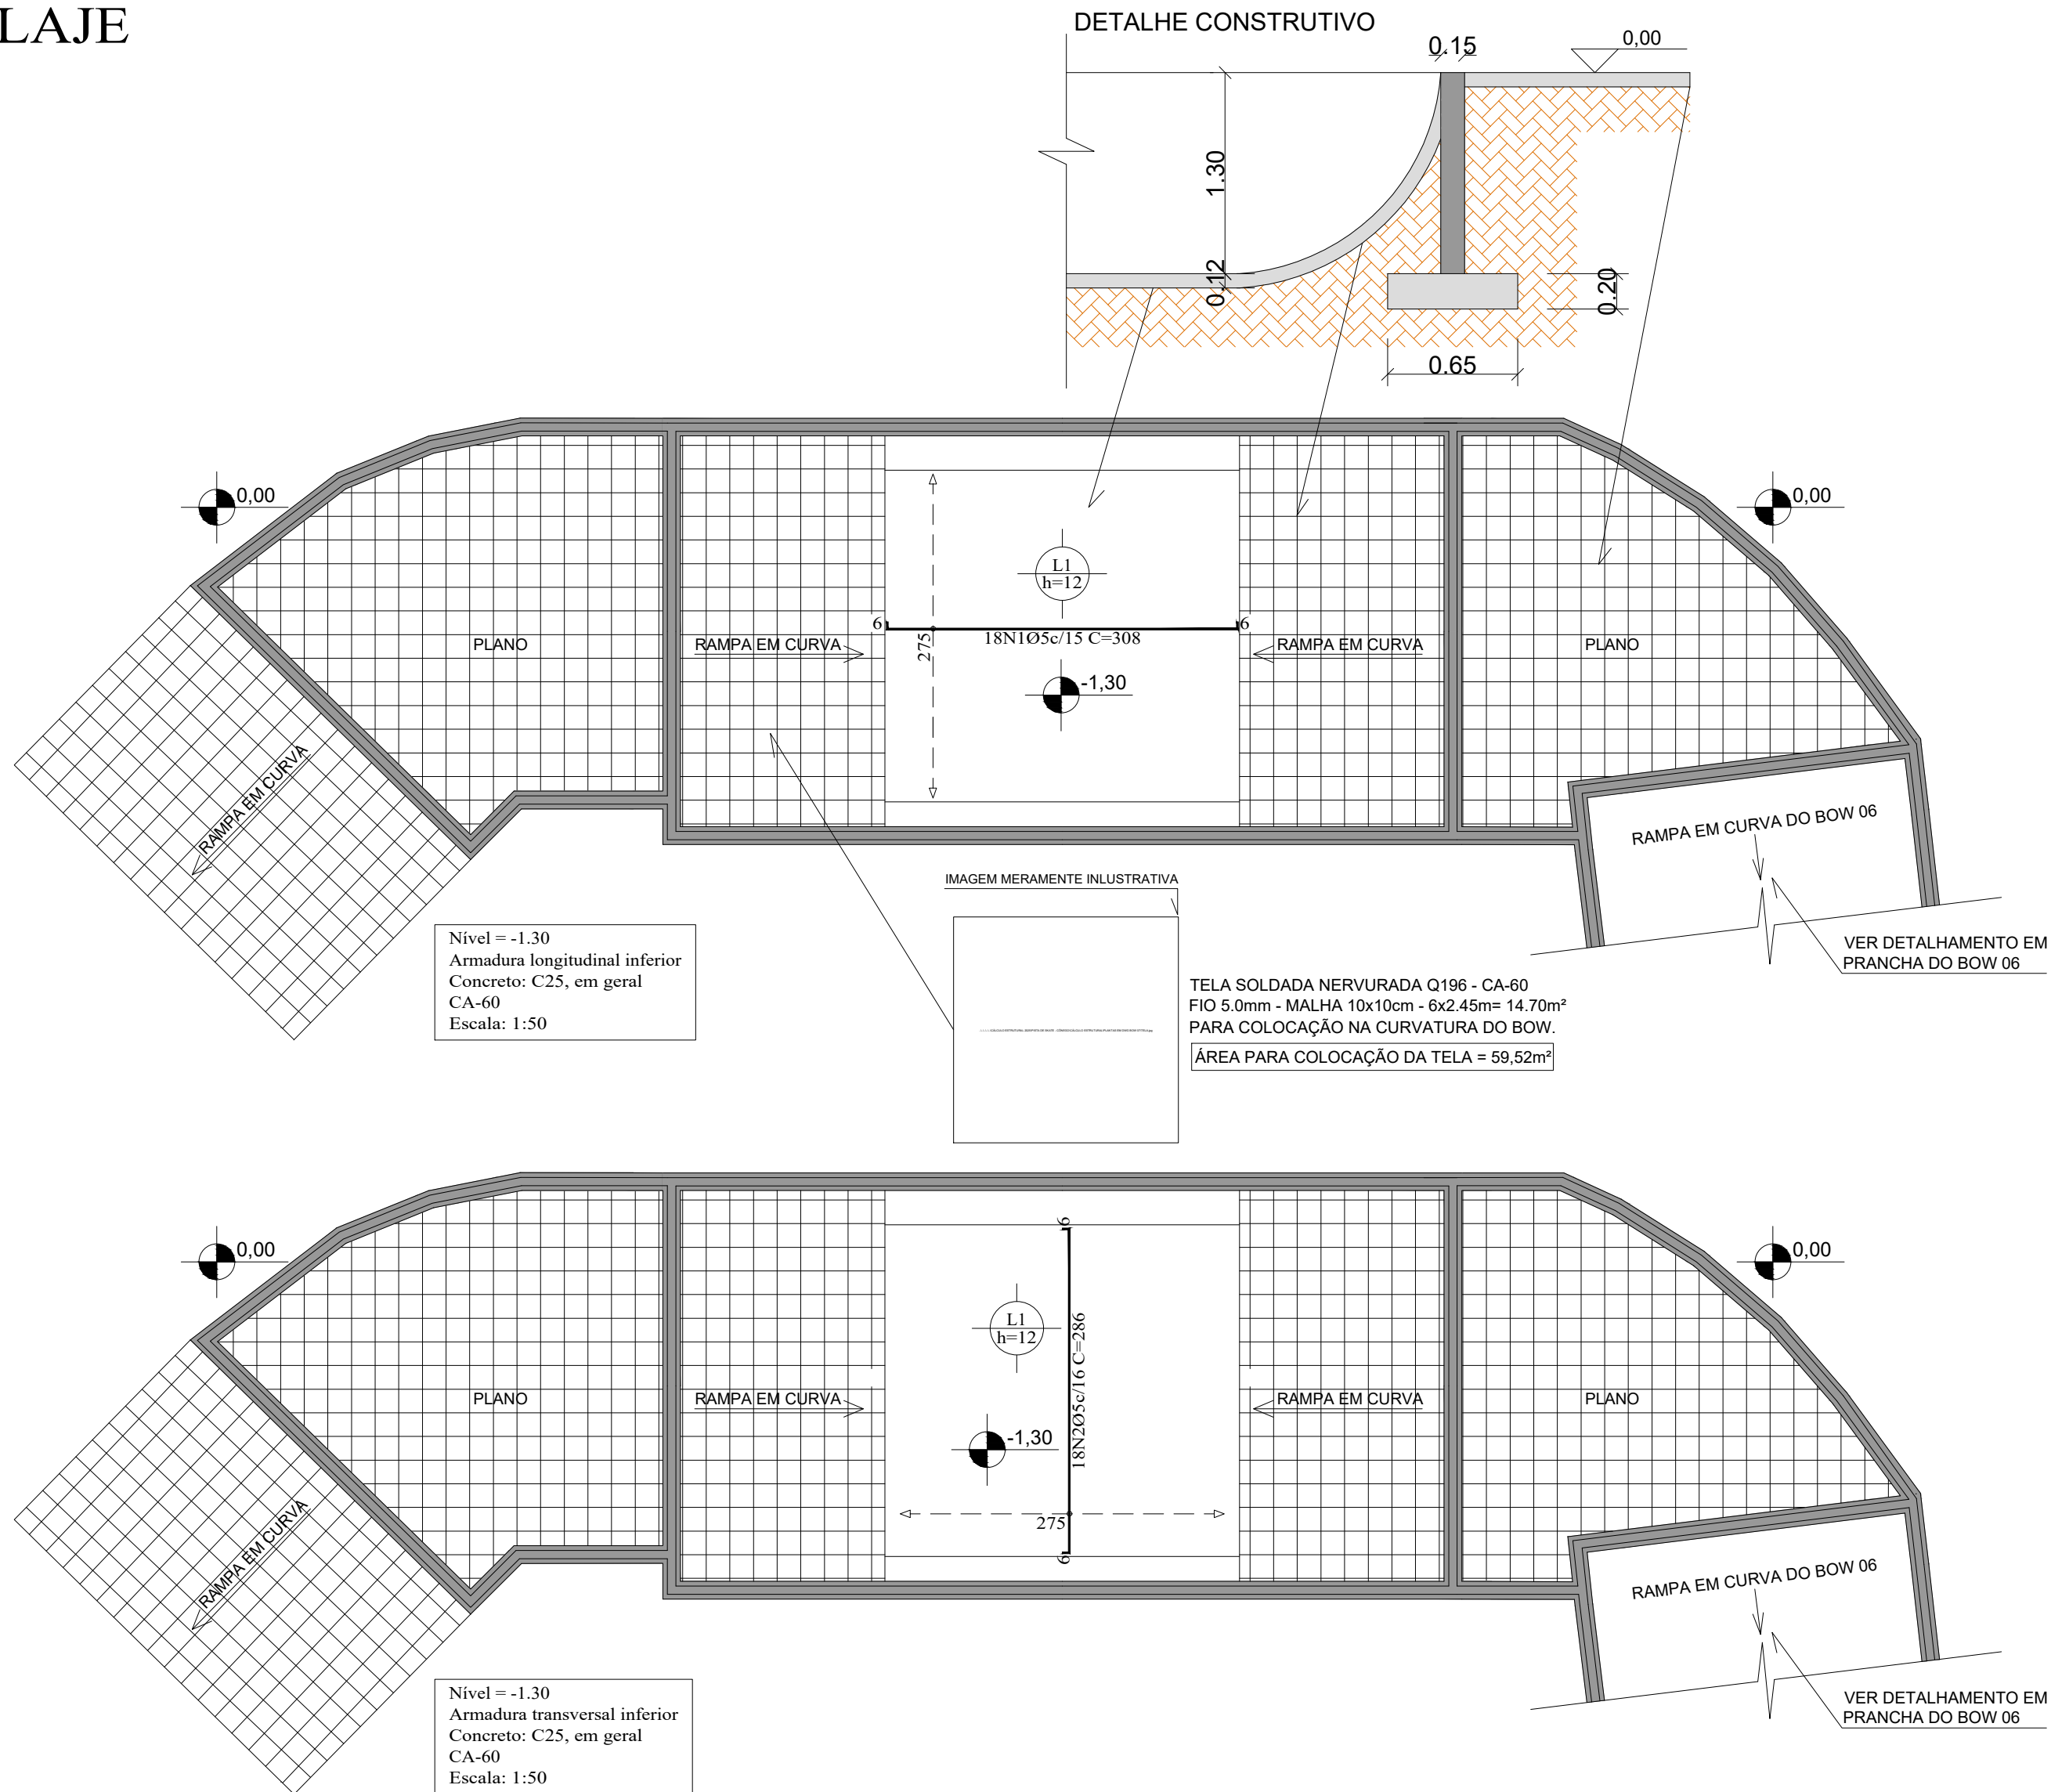 LAJE
DETALHE CONSTRUTIVO
0.15
0,00
1.30
0.12
0.20
0.65
0,00
0,00
L1
h=12
6
6
275
18N1Ø5c/15 C=308
PLANO
RAMPA EM CURVA
RAMPA EM CURVA
PLANO
-1,30
RAMPA EM CURVA
RAMPA EM CURVA DO BOW 06
VER DETALHAMENTO EM
PRANCHA DO BOW 06
IMAGEM MERAMENTE INLUSTRATIVA
Nível = -1.30
Armadura longitudinal inferior
Concreto: C25, em geral
CA-60
Escala: 1:50
TELA SOLDADA NERVURADA Q196 - CA-60
FIO 5.0mm - MALHA 10x10cm - 6x2.45m= 14.70m²
PARA COLOCAÇÃO NA CURVATURA DO BOW.
ÁREA PARA COLOCAÇÃO DA TELA = 59,52m²
0,00
0,00
6
L1
h=12
18N2Ø5c/16 C=286
PLANO
RAMPA EM CURVA
RAMPA EM CURVA
PLANO
-1,30
275
6
RAMPA EM CURVA
RAMPA EM CURVA DO BOW 06
VER DETALHAMENTO EM
PRANCHA DO BOW 06
Nível = -1.30
Armadura transversal inferior
Concreto: C25, em geral
CA-60
Escala: 1:50